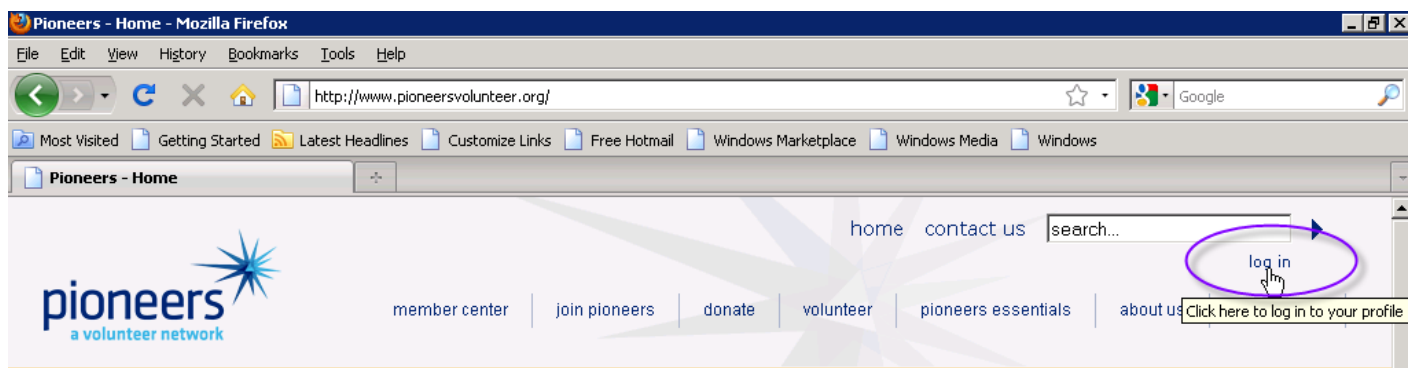 Pioneers - Home - Mozilla Firefox
File Edit View History Bookmarks Tools Help
http://www.pioneersvolunteer.org/ Google
Most Visited Getting Started Latest Headlines Customize Links Free Hotmail Windows Marketplace Windows Media Windows
Pioneers - Home
home contact us search...
log in
pioneers
a volunteer network
member center join pioneers donate volunteer pioneers essentials about us
Click here to log in to your profile